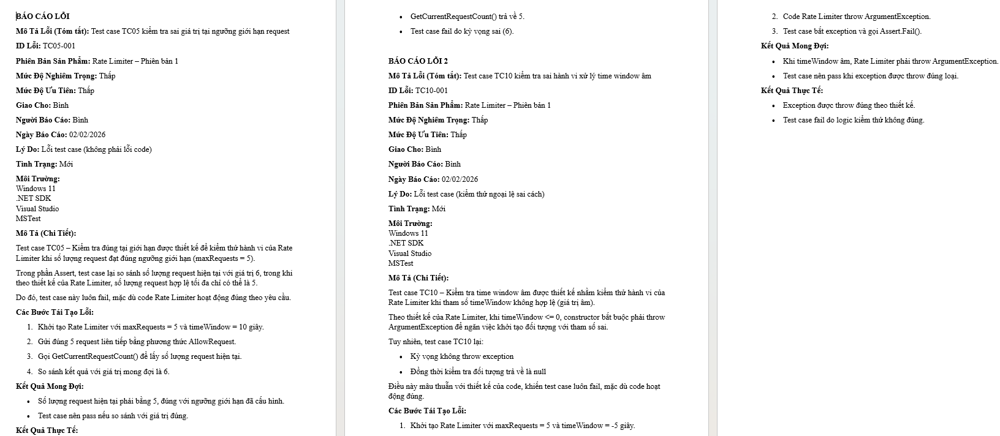 BÁO CÁO LỖI
Mô Tả Lỗi (Tóm tắt): Test case TC05 kiểm tra sai giá trị tại ngưỡng giới hạn request
ID Lỗi: TC05-001
Phiên Bản Sản Phẩm: Rate Limiter – Phiên bản 1
Mức Độ Nghiêm Trọng: Thấp
Mức Độ Ưu Tiên: Thấp
Giao Cho: Bình
Người Báo Cáo: Bình
Ngày Báo Cáo: 02/02/2026
Lý Do: Lỗi test case (không phải lỗi code)
Tình Trạng: Mới
Môi Trường:
Windows 11
.NET SDK
Visual Studio
MSTest
Mô Tả (Chi Tiết):
Test case TC05 – Kiểm tra đúng tại giới hạn được thiết kế để kiểm thử hành vi của Rate
Limiter khi số lượng request đạt đúng ngưỡng giới hạn (maxRequests = 5).
Trong phần Assert, test case lại so sánh số lượng request hiện tại với giá trị 6, trong khi
theo thiết kế của Rate Limiter, số lượng request hợp lệ tối đa chỉ có thể là 5.
Do đó, test case này luôn fail, mặc dù code Rate Limiter hoạt động đúng theo yêu cầu.
Các Bước Tái Tạo Lỗi:
1. Khởi tạo Rate Limiter với maxRequests = 5 và timeWindow = 10 giây.
2. Gửi đúng 5 request liên tiếp bằng phương thức AllowRequest.
3. Gọi GetCurrentRequestCount() để lấy số lượng request hiện tại.
4. So sánh kết quả với giá trị mong đợi là 6.
Kết Quả Mong Đợi:
• Số lượng request hiện tại phải bằng 5, đúng với ngưỡng giới hạn đã cấu hình.
• Test case nên pass nếu so sánh với giá trị đúng.
Kết Quả Thực Tế:
• GetCurrentRequestCount() trả về 5.
• Test case fail do kỳ vọng sai (6).
BÁO CÁO LỖI 2
Mô Tả Lỗi (Tóm tắt): Test case TC10 kiểm tra sai hành vi xử lý time window âm
ID Lỗi: TC10-001
Phiên Bản Sản Phẩm: Rate Limiter – Phiên bản 1
Mức Độ Nghiêm Trọng: Thấp
Mức Độ Ưu Tiên: Thấp
Giao Cho: Bình
Người Báo Cáo: Bình
Ngày Báo Cáo: 02/02/2026
Lý Do: Lỗi test case (kiểm thử ngoại lệ sai cách)
Tình Trạng: Mới
Môi Trường:
Windows 11
.NET SDK
Visual Studio
MSTest
Mô Tả (Chi Tiết):
Test case TC10 – Kiểm tra time window âm được thiết kế nhằm kiểm thử hành vi của
Rate Limiter khi tham số timeWindow không hợp lệ (giá trị âm).
Theo thiết kế của Rate Limiter, khi timeWindow <= 0, constructor bắt buộc phải throw
ArgumentException để ngăn việc khởi tạo đối tượng với tham số sai.
Tuy nhiên, test case TC10 lại:
• Kỳ vọng không throw exception
• Đồng thời kiểm tra đối tượng trả về là null
Điều này mâu thuẫn với thiết kế của code, khiến test case luôn fail, mặc dù code hoạt
động đúng.
Các Bước Tái Tạo Lỗi:
1. Khởi tạo Rate Limiter với maxRequests = 5 và timeWindow = -5 giây.
2. Code Rate Limiter throw ArgumentException.
3. Test case bắt exception và gọi Assert.Fail().
Kết Quả Mong Đợi:
• Khi timeWindow âm, Rate Limiter phải throw ArgumentException.
• Test case nên pass khi exception được throw đúng loại.
Kết Quả Thực Tế:
• Exception được throw đúng theo thiết kế.
• Test case fail do logic kiểm thử không đúng.